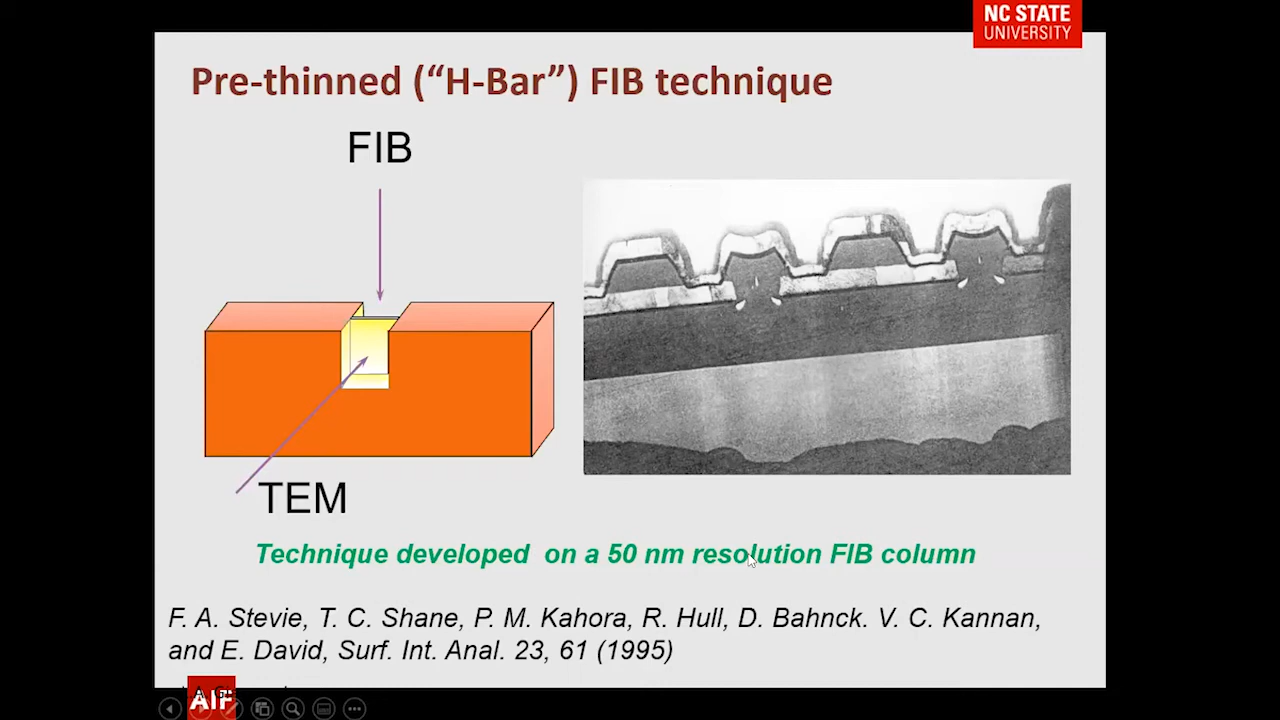 NC STATE
UNIVERSITY
Pre-thinned (“H-Bar”) FIB technique
FIB
TEM
Technique developed  on a 50 nm resolution FIB column
F. A. Stevie, T. C. Shane, P. M. Kahora, R. Hull, D. Bahnck. V. C. Kannan,
and E. David, Surf. Int. Anal. 23, 61 (1995)
AIF